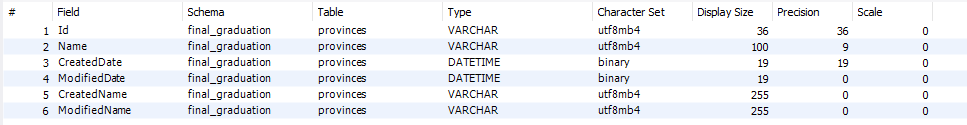 # Field Schema Table Type Character Set Display Size Precision Scale
1 Id final_graduation provinces VARCHAR utf8mb4 36 36 0
2 Name final_graduation provinces VARCHAR utf8mb4 100 9 0
3 CreatedDate final_graduation provinces DATETIME binary 19 19 0
4 ModifiedDate final_graduation provinces DATETIME binary 19 0 0
5 CreatedName final_graduation provinces VARCHAR utf8mb4 255 0 0
6 ModifiedName final_graduation provinces VARCHAR utf8mb4 255 0 0